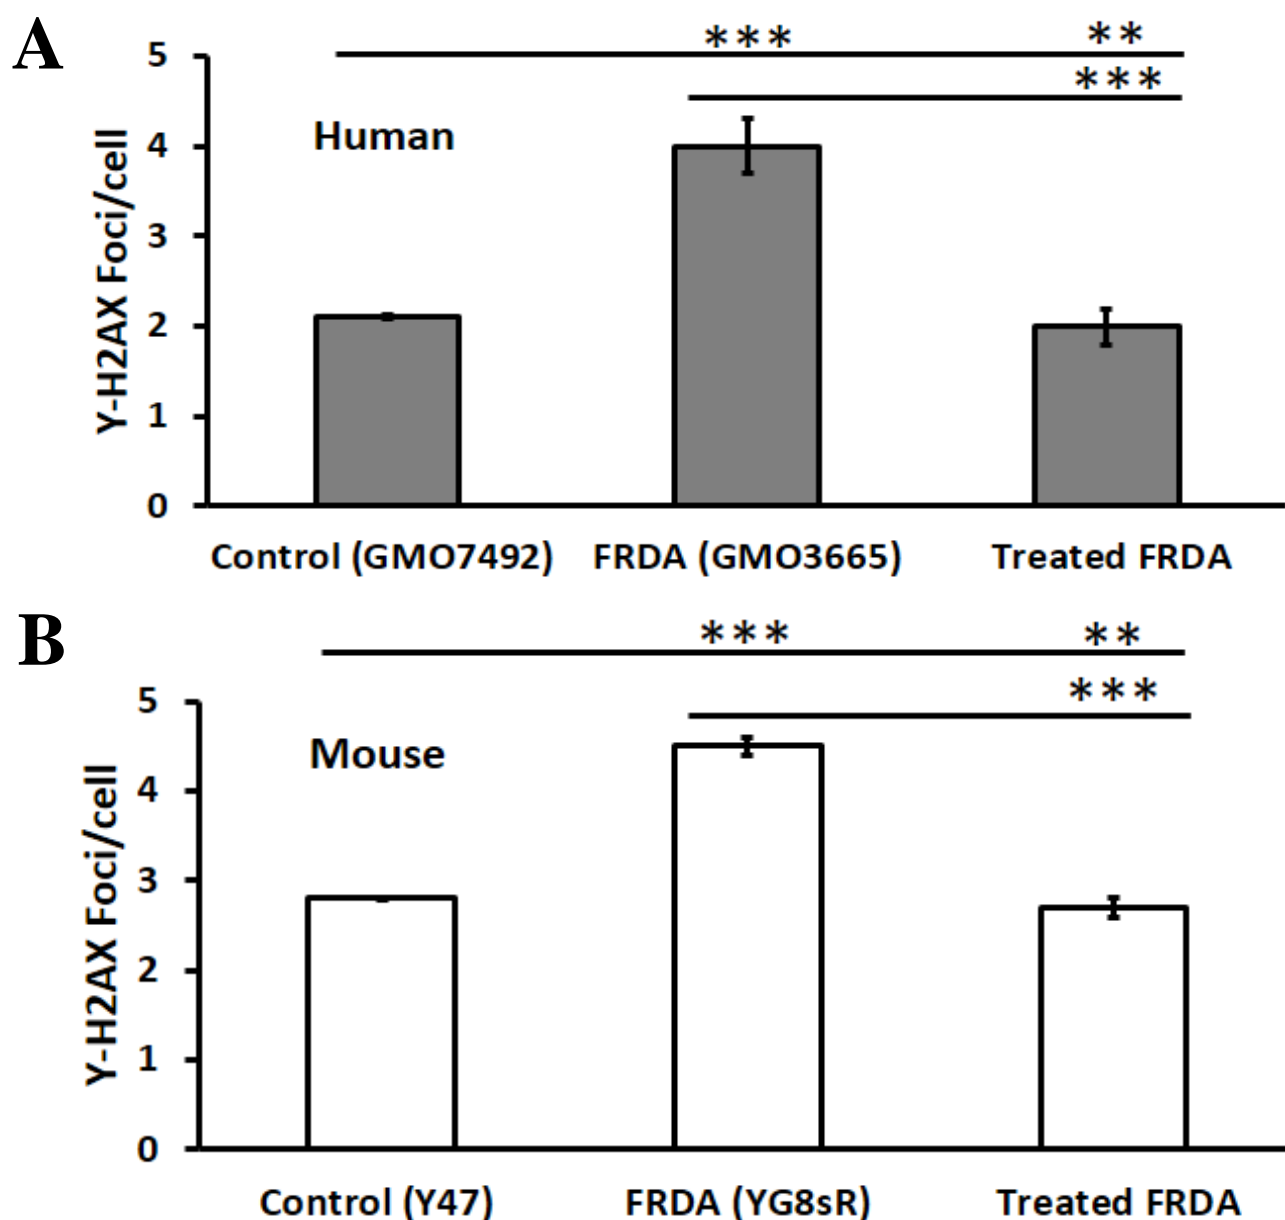 A
*** **
***
5
Human
4
3
2
1
0
Y-H2AX Foci/cell
Control (GMO7492) FRDA (GMO3665) Treated FRDA
B
*** **
***
5
Mouse
4
3
2
1
0
Y-H2AX Foci/cell
Control (Y47) FRDA (YG8sR) Treated FRDA